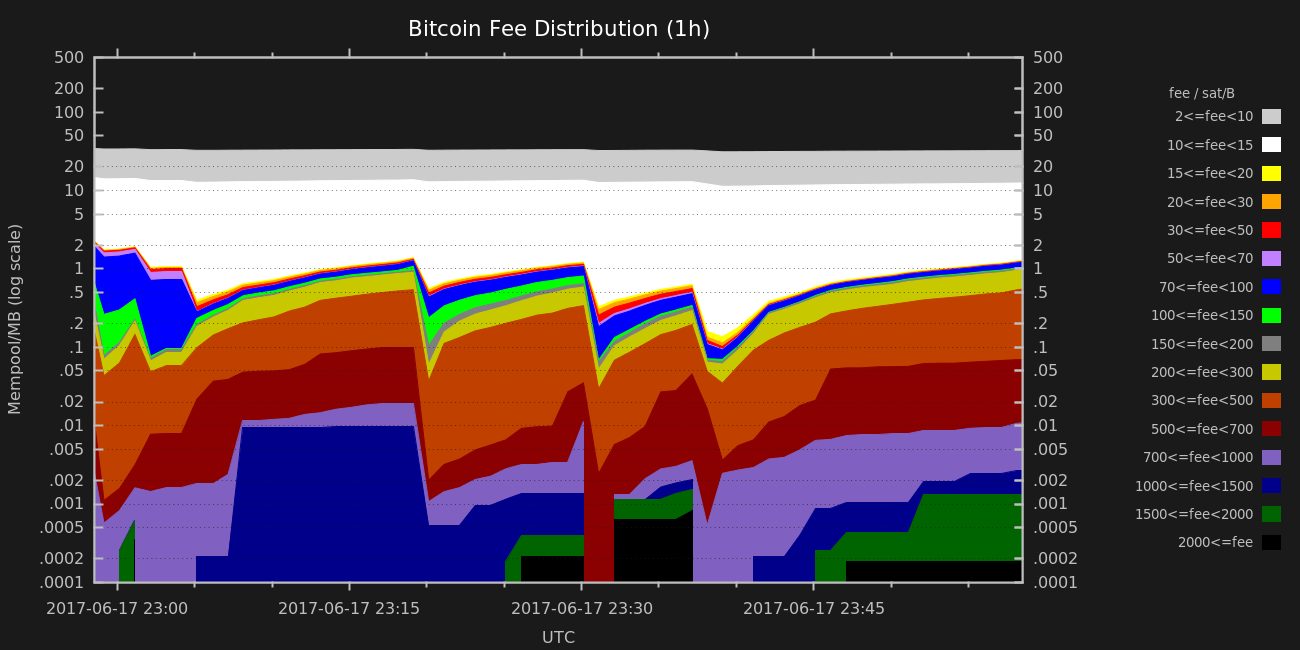 Bitcoin Fee Distribution (1h)
500 500
200 200
100 100
50 50
20 20
10 10
5 5
2 2
1 1
.5 .5
.2 .2
.1 .1
.05 .05
.02 .02
.01 .01
.005 .005
.002 .002
.001 .001
.0005 .0005
.0002 .0002
.0001 .0001
Mempool/MB (log scale)
2017-06-17 23:00 2017-06-17 23:15 2017-06-17 23:30 2017-06-17 23:45
UTC
fee / sat/B
2<=fee<10
10<=fee<15
15<=fee<20
20<=fee<30
30<=fee<50
50<=fee<70
70<=fee<100
100<=fee<150
150<=fee<200
200<=fee<300
300<=fee<500
500<=fee<700
700<=fee<1000
1000<=fee<1500
1500<=fee<2000
2000<=fee